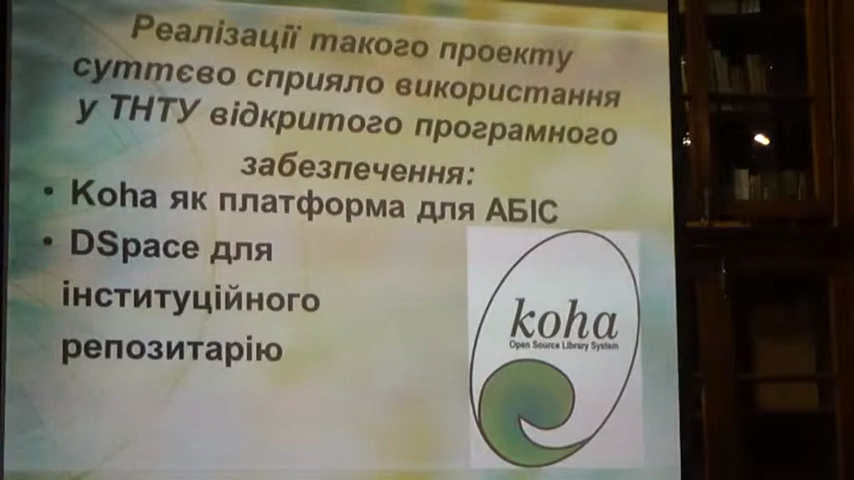 Реалізації такого проекту
суттєво сприяло використання
у ТНТУ відкритого програмного
забезпечення:
• Koha як платформа для АБІС
• DSpace для
інституційного
репозитарію
koha
Open Source Library System